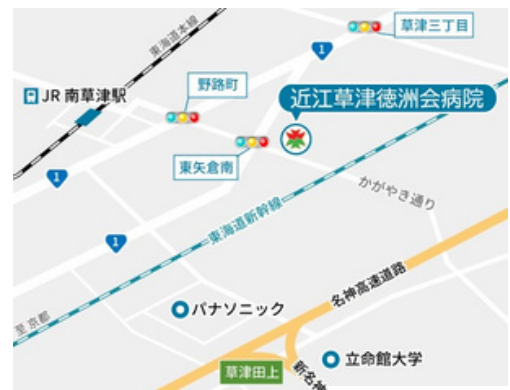 東海道本線
1
草津三丁目
JR 南草津駅
野路町
近江草津徳洲会病院
東矢倉南
1
かがやき通り
東海道新幹線
1
至 京都
パナソニック
名神高速道路
草津田上
新名神
立命館大学